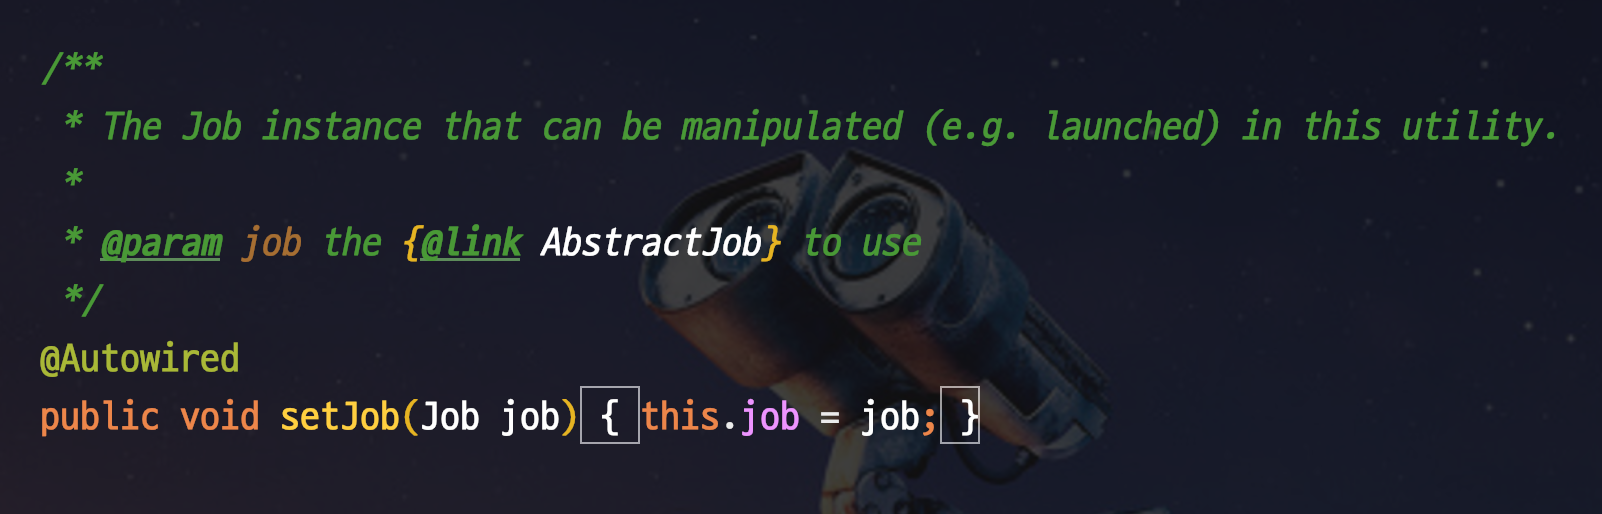 /**
 * The Job instance that can be manipulated (e.g. launched) in this utility.
 *
 * @param job the {@link AbstractJob} to use
 */
@Autowired
public void setJob(Job job) { this.job = job; }